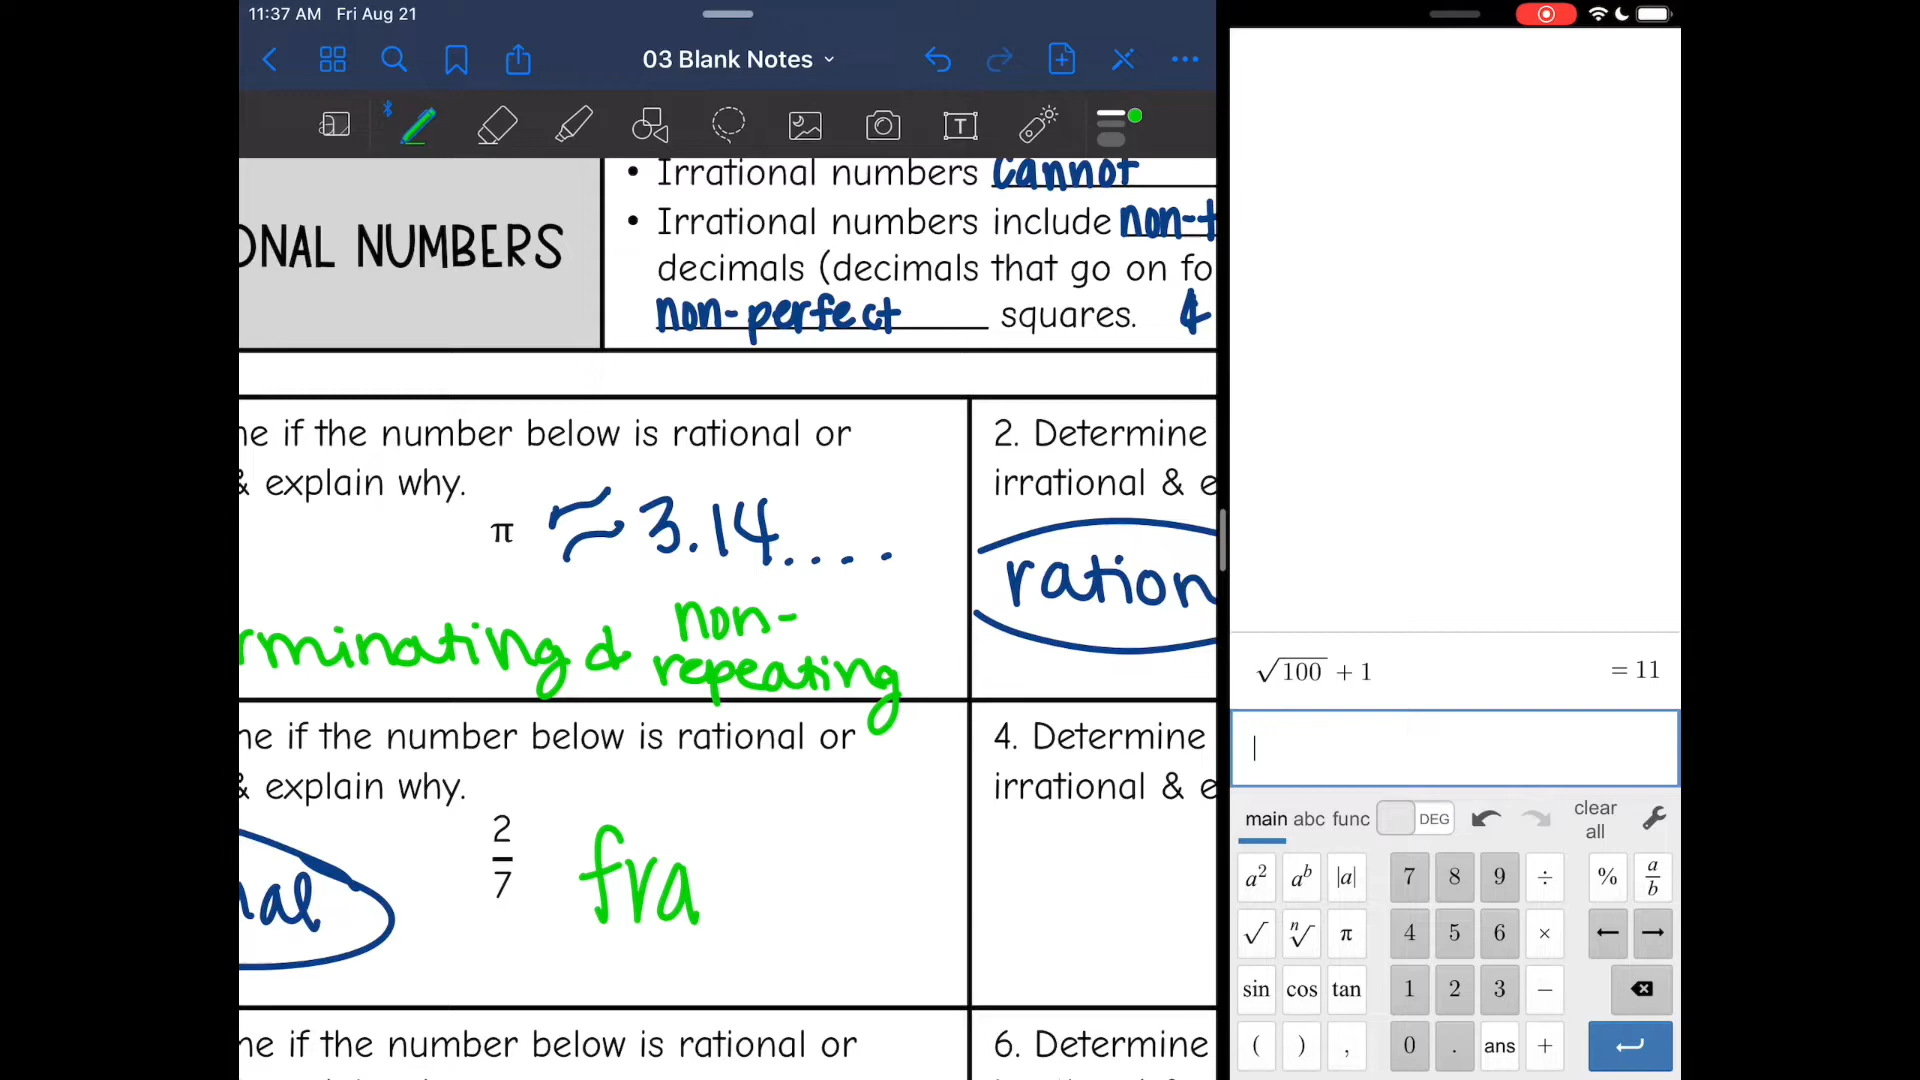 11:37 AM Fri Aug 21
03 Blank Notes
T
• Irrational numbers cannot
ONAL NUMBERS
• Irrational numbers include non-t
decimals (decimals that go on fo
non-perfect squares. &
ne if the number below is rational or
& explain why.
π ≈ 3.14....
rminating & non-
repeating
2. Determine
irrational & e
ration
ne if the number below is rational or
& explain why.
2
7
nal
fra
4. Determine
irrational & e
ne if the number below is rational or
6. Determine
√100 + 1 = 11
main abc func DEG clear all
a² aᵇ |a| 7 8 9 ÷ % a/b
√ ⁿ√ π 4 5 6 × ← →
sin cos tan 1 2 3 −
( ) , 0 . ans +